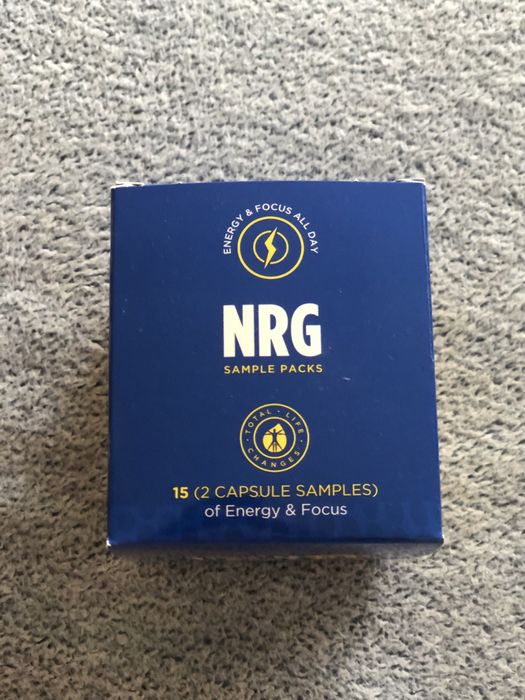 ENERGY & FOCUS ALL DAY
NRG
SAMPLE PACKS
TOTAL • LIFE
• CHANGES •
15 (2 CAPSULE SAMPLES)
of Energy & Focus